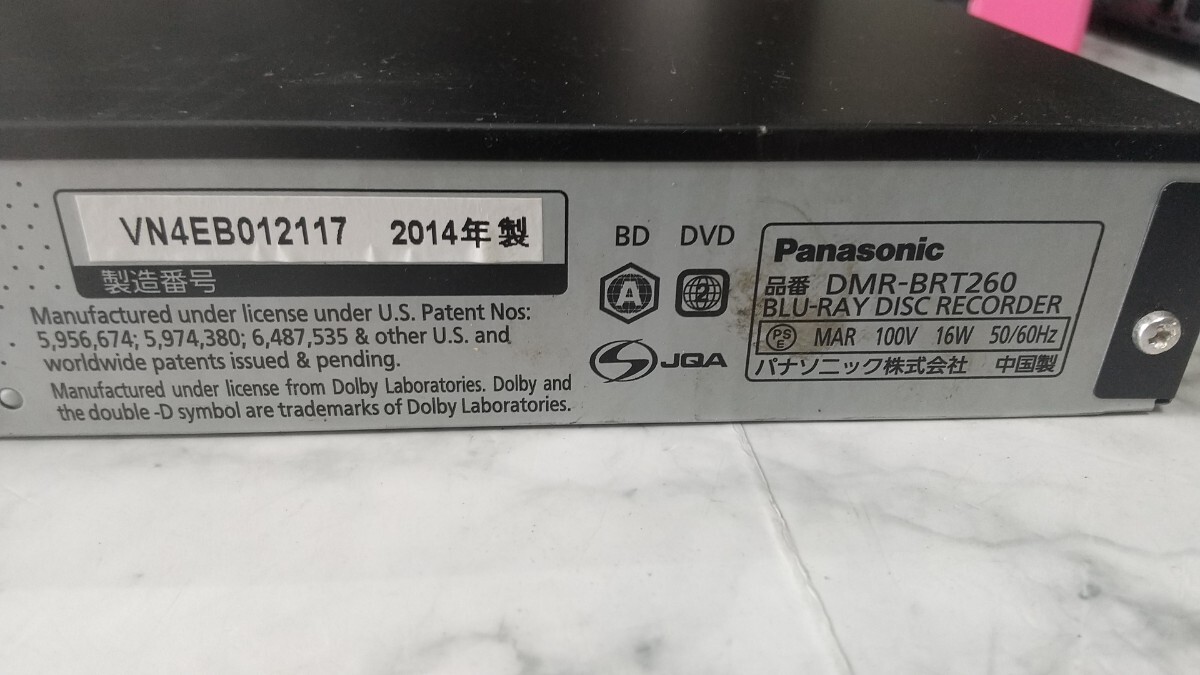 VN4EB012117 2014年 製
製造番号
Manufactured under license under U.S. Patent Nos:
5,956,674; 5,974,380; 6,487,535 & other U.S. and
worldwide patents issued & pending.
Manufactured under license from Dolby Laboratories. Dolby and
the double -D symbol are trademarks of Dolby Laboratories.
BD DVD
A 2
JQA
Panasonic
品番 DMR-BRT260
BLU-RAY DISC RECORDER
PS E MAR 100V 16W 50/60Hz
パナソニック株式会社 中国製